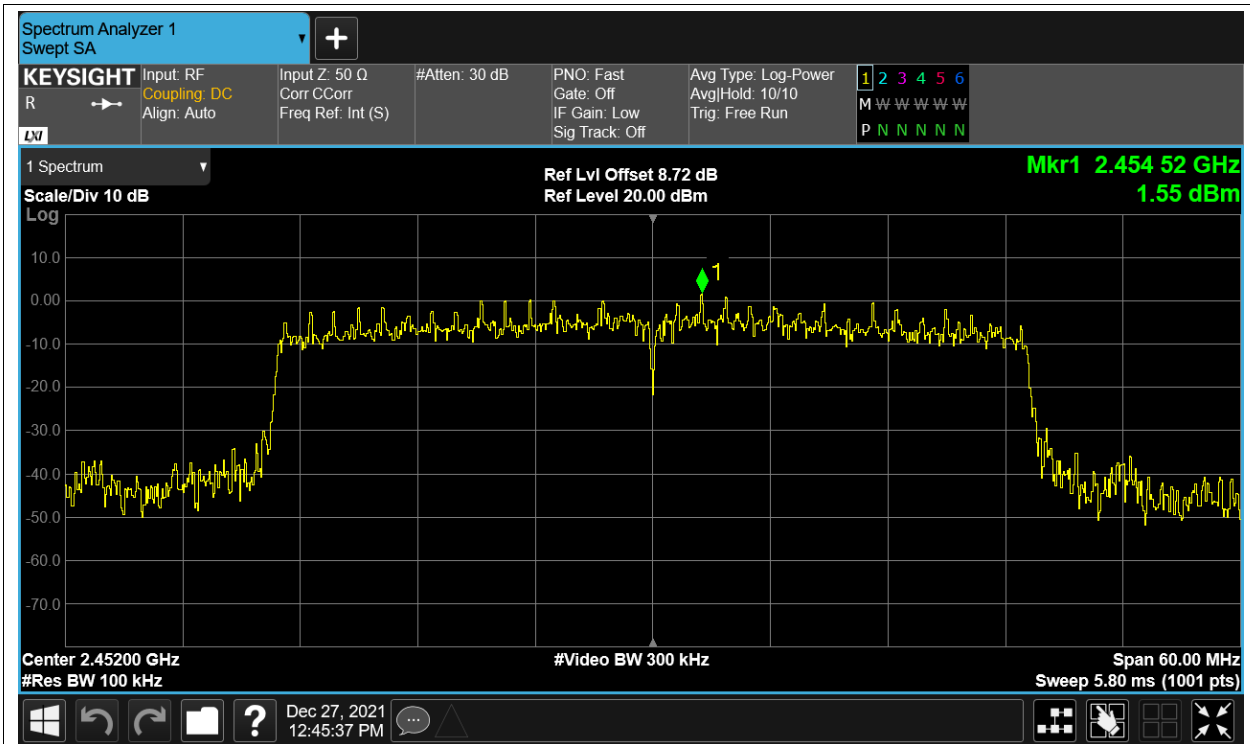 Spectrum Analyzer 1
Swept SA
+
KEYSIGHT
R
LXI
Input: RF
Coupling: DC
Align: Auto
Input Z: 50 Ω
Corr CCorr
Freq Ref: Int (S)
#Atten: 30 dB
PNO: Fast
Gate: Off
IF Gain: Low
Sig Track: Off
Avg Type: Log-Power
Avg|Hold: 10/10
Trig: Free Run
1 2 3 4 5 6
M W W W W W
P N N N N N
1 Spectrum
Scale/Div 10 dB
Log
Ref Lvl Offset 8.72 dB
Ref Level 20.00 dBm
Mkr1 2.454 52 GHz
1.55 dBm
1
10.0
0.00
-10.0
-20.0
-30.0
-40.0
-50.0
-60.0
-70.0
Center 2.45200 GHz
#Res BW 100 kHz
#Video BW 300 kHz
Span 60.00 MHz
Sweep 5.80 ms (1001 pts)
?
Dec 27, 2021
12:45:37 PM